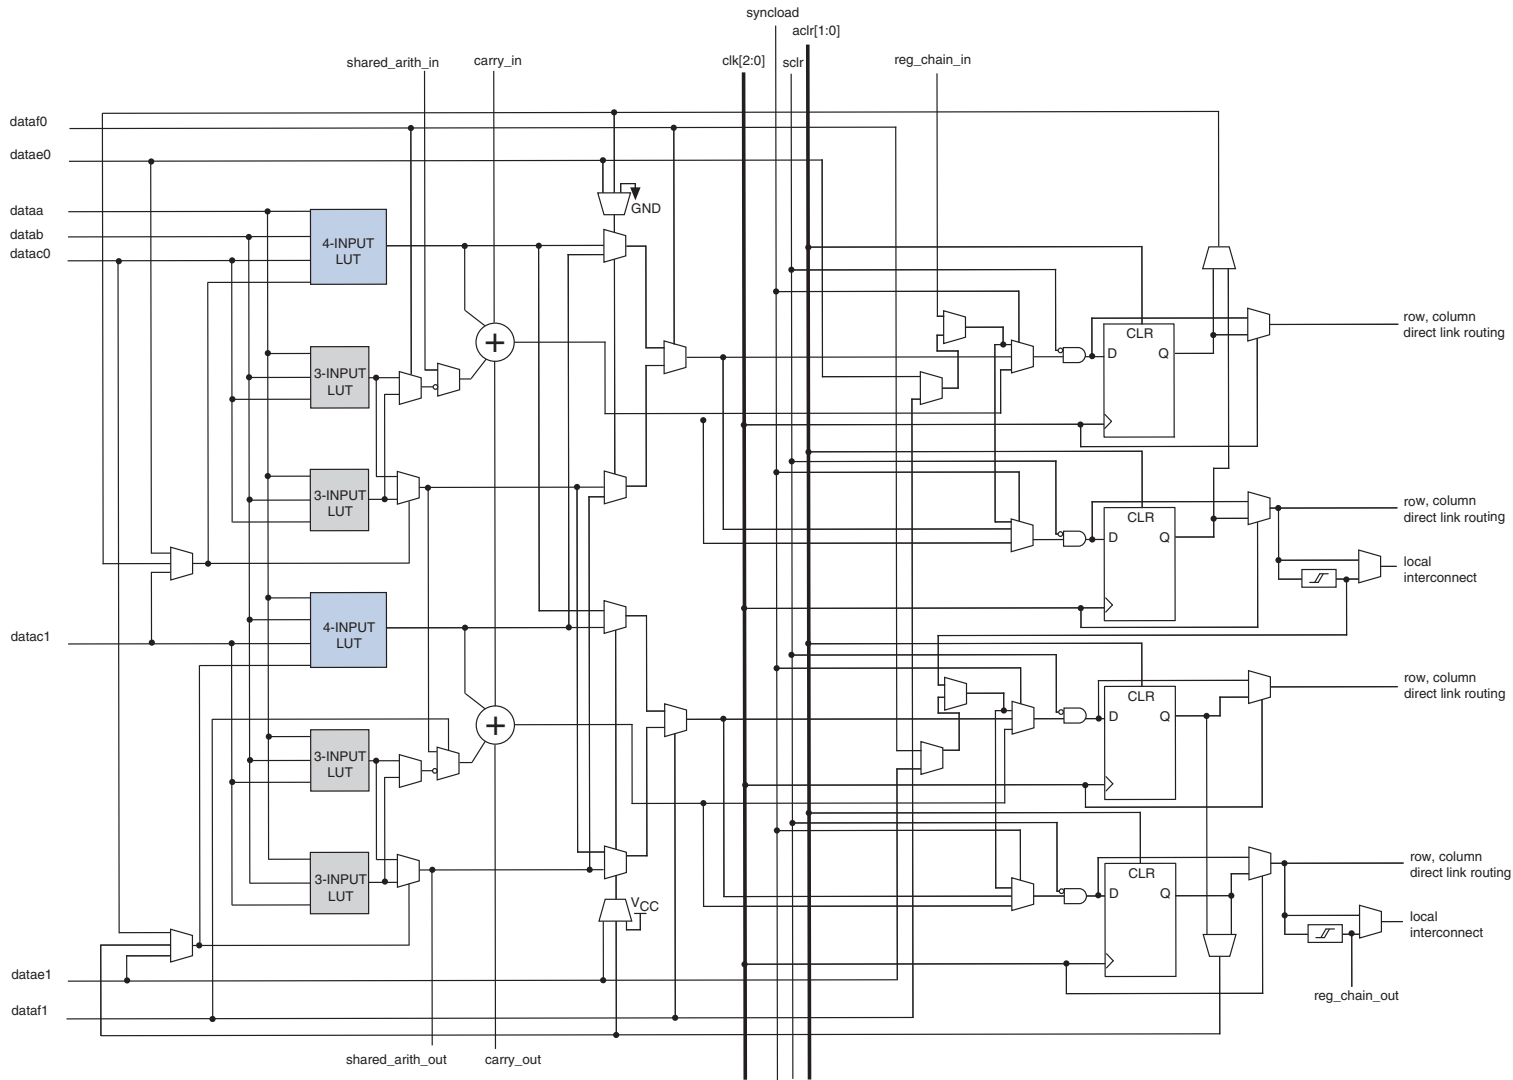 syncload
aclr[1:0]
shared_arith_in
carry_in
clk[2:0]
sclr
reg_chain_in
dataf0
datae0
dataa
datab
datac0
GND
4-INPUT
LUT
+
3-INPUT
LUT
CLR
D
Q
row, column
direct link routing
3-INPUT
LUT
CLR
D
Q
row, column
direct link routing
local
interconnect
datac1
4-INPUT
LUT
+
3-INPUT
LUT
CLR
D
Q
row, column
direct link routing
3-INPUT
LUT
VCC
CLR
D
Q
row, column
direct link routing
local
interconnect
datae1
dataf1
reg_chain_out
shared_arith_out
carry_out